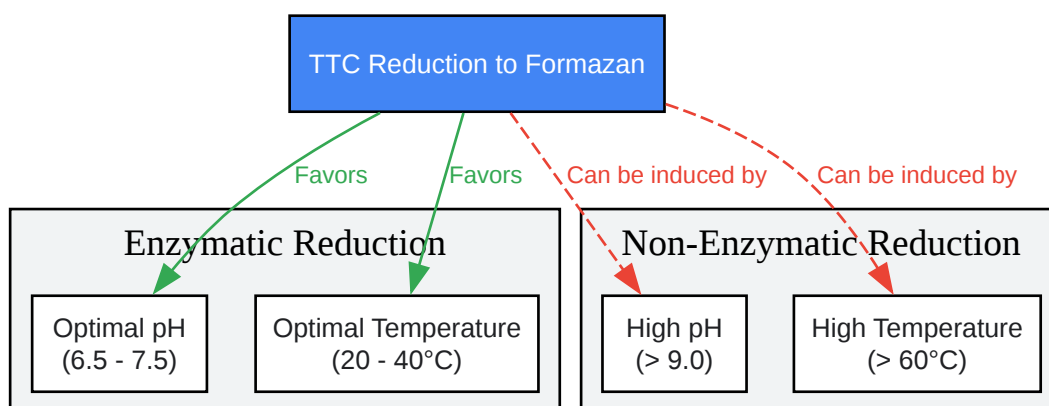 TTC Reduction to Formazan
Favors
Favors
Can be induced by
Can be induced by
Enzymatic Reduction
Non-Enzymatic Reduction
Optimal pH
(6.5 - 7.5)
Optimal Temperature
(20 - 40°C)
High pH
(> 9.0)
High Temperature
(> 60°C)